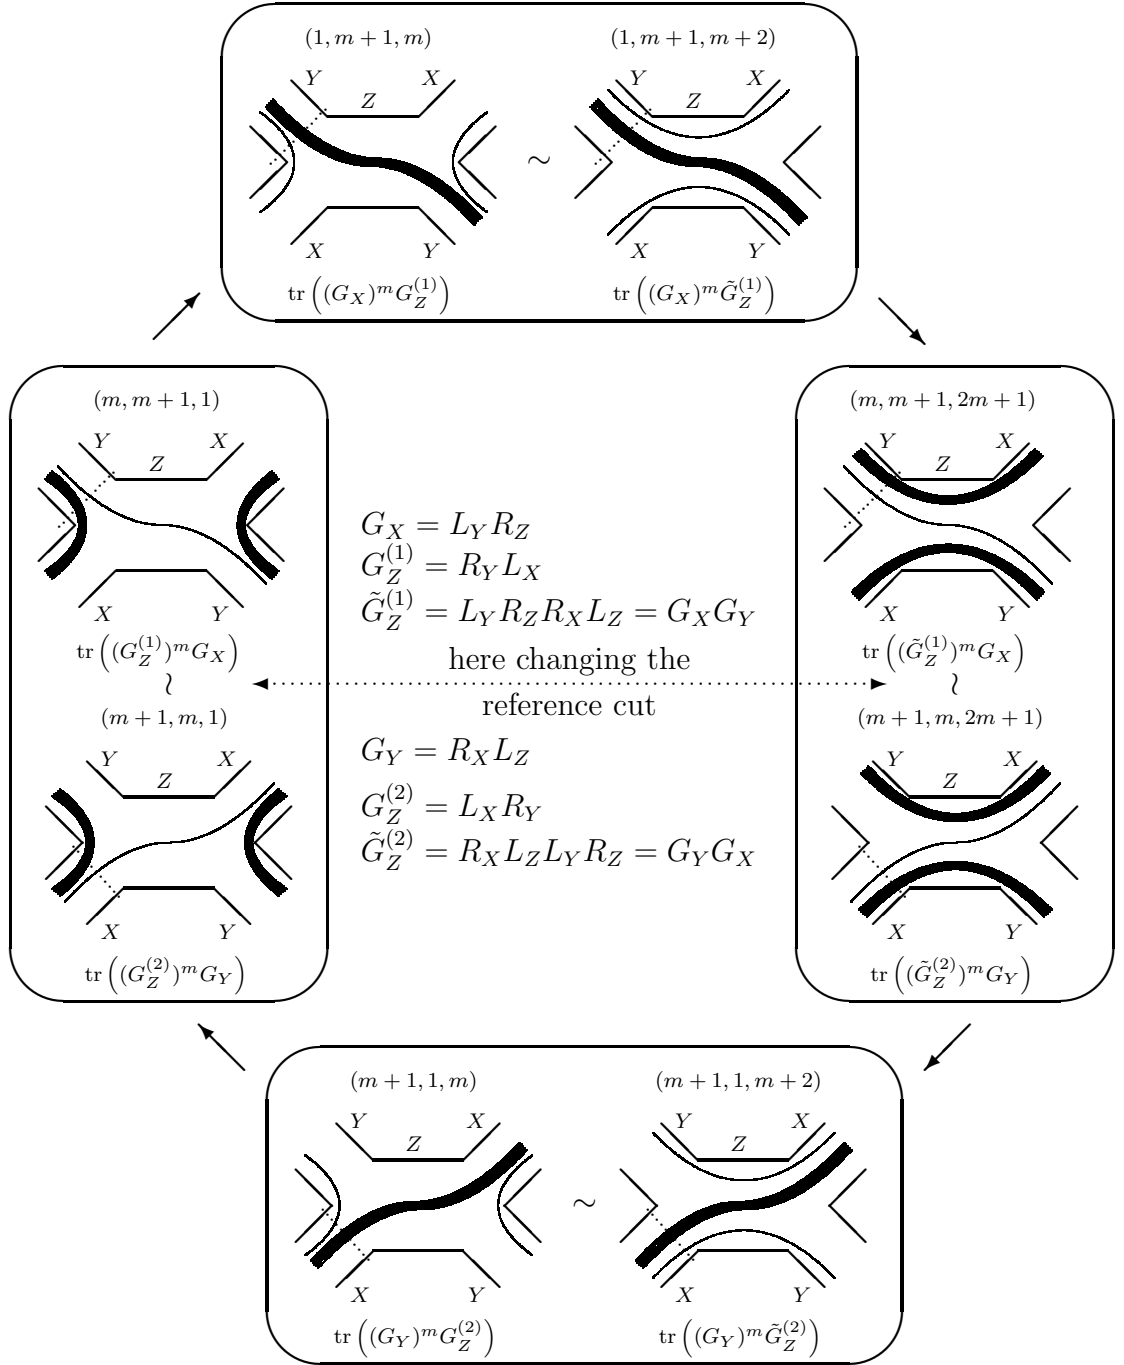 (1, m + 1, m) (1, m + 1, m + 2)
Y X Y X
Z Z
∼
X Y X Y
tr ((G_X)^m G_Z^{(1)}) tr ((G_X)^m G̃_Z^{(1)})
(m, m + 1, 1) (m, m + 1, 2m + 1)
Y X Y X
Z Z
X Y X Y
tr ((G_Z^{(1)})^m G_X) tr ((G̃_Z^{(1)})^m G_X)
∼ ∼
G_X = L_Y R_Z
G_Z^{(1)} = R_Y L_X
G̃_Z^{(1)} = L_Y R_Z R_X L_Z = G_X G_Y
here changing the
reference cut
G_Y = R_X L_Z
G_Z^{(2)} = L_X R_Y
G̃_Z^{(2)} = R_X L_Z L_Y R_Z = G_Y G_X
(m + 1, m, 1) (m + 1, m, 2m + 1)
Y X Y X
Z Z
X Y X Y
tr ((G_Z^{(2)})^m G_Y) tr ((G̃_Z^{(2)})^m G_Y)
(m + 1, 1, m) (m + 1, 1, m + 2)
Y X Y X
Z Z
∼
X Y X Y
tr ((G_Y)^m G_Z^{(2)}) tr ((G_Y)^m G̃_Z^{(2)})